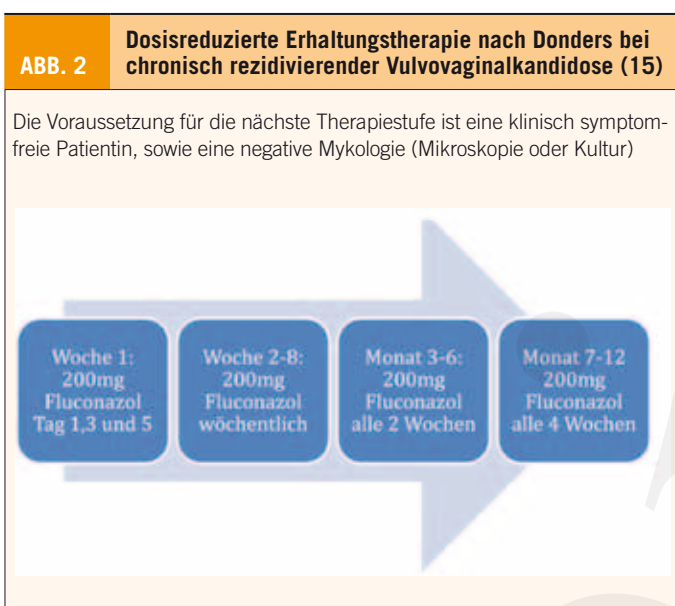 ABB. 2
Dosisreduzierte Erhaltungstherapie nach Donders bei
chronisch rezidivierender Vulvovaginalkandidose (15)
Die Voraussetzung für die nächste Therapiestufe ist eine klinisch symptom-
freie Patientin, sowie eine negative Mykologie (Mikroskopie oder Kultur)
Woche 1:
200mg
Fluconazol
Tag 1,3 und 5
Woche 2-8:
200mg
Fluconazol
wöchentlich
Monat 3-6:
200mg
Fluconazol
alle 2 Wochen
Monat 7-12
200mg
Fluconazol
alle 4 Wochen